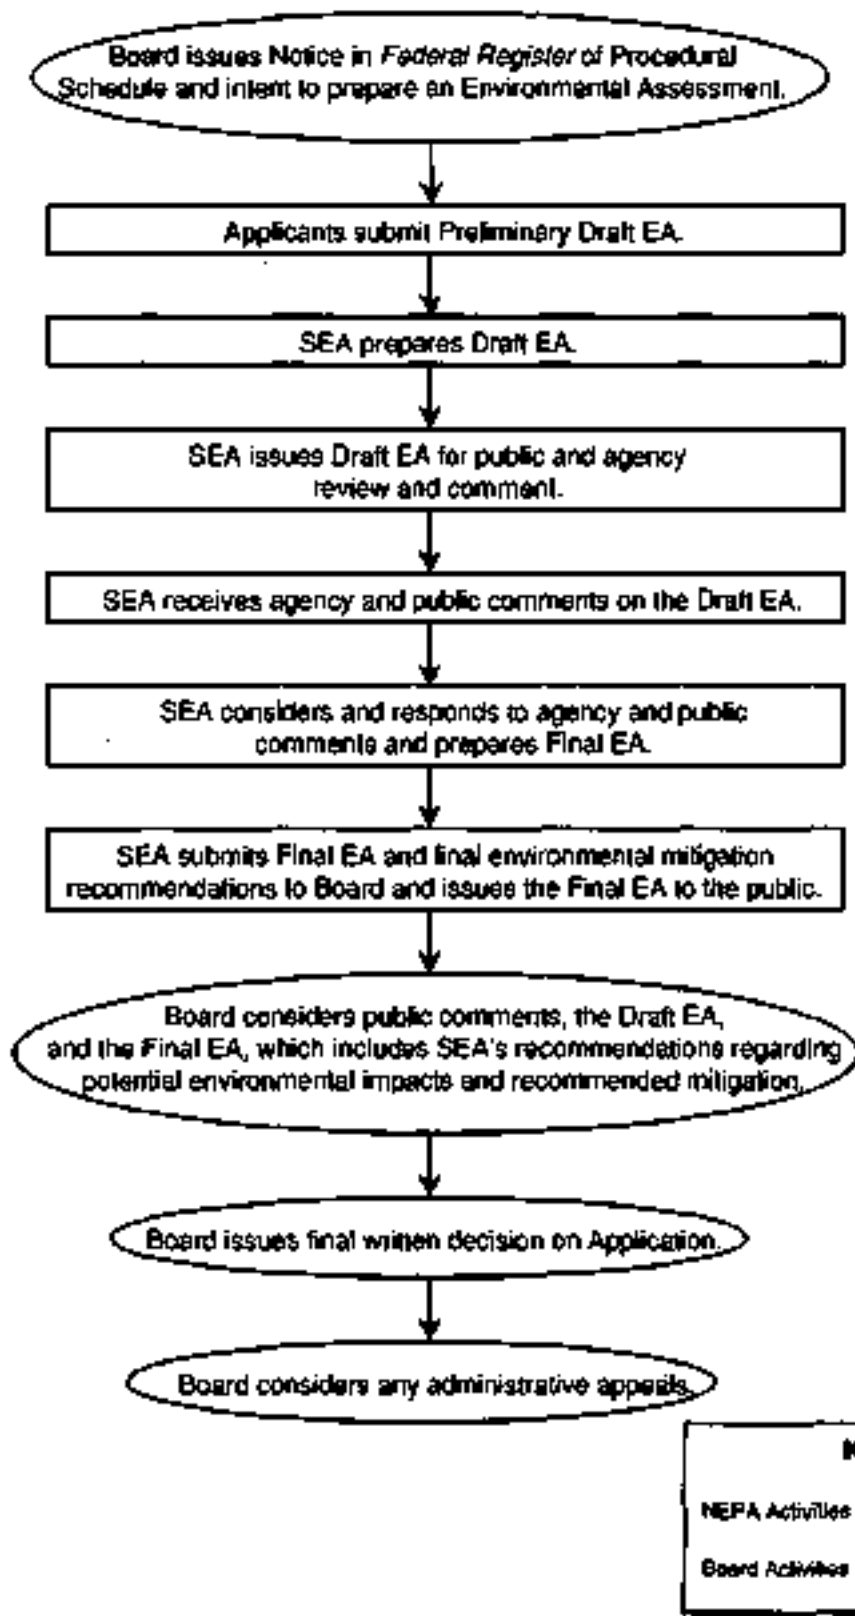 Board issues Notice in Federal Register of Procedural
Schedule and intent to prepare an Environmental Assessment.
Applicants submit Preliminary Draft EA.
SEA prepares Draft EA.
SEA issues Draft EA for public and agency
review and comment.
SEA receives agency and public comments on the Draft EA.
SEA considers and responds to agency and public
comments and prepares Final EA.
SEA submits Final EA and final environmental mitigation
recommendations to Board and issues the Final EA to the public.
Board considers public comments, the Draft EA,
and the Final EA, which includes SEA's recommendations regarding
potential environmental impacts and recommended mitigation.
Board issues final written decision on Application.
Board considers any administrative appeals.
NEPA Activities
Board Activities